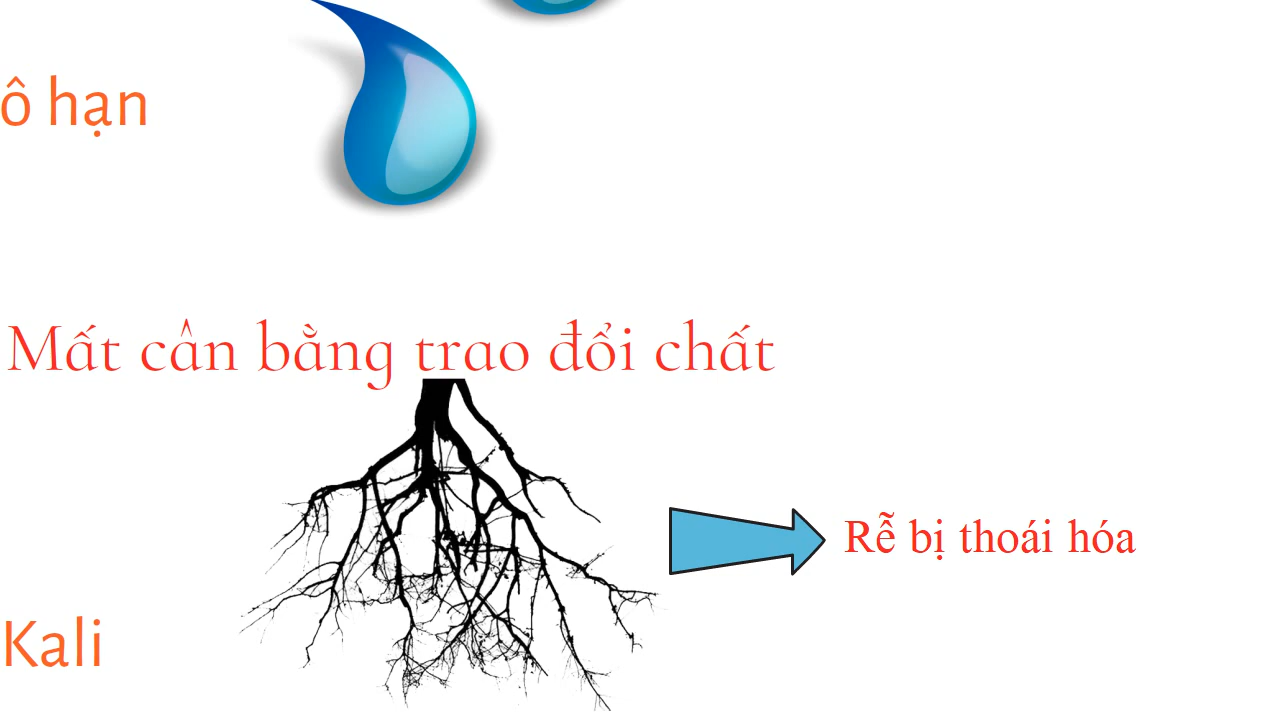 ô hạn
Mất cân bằng trao đổi chất
Rễ bị thoái hóa
Kali